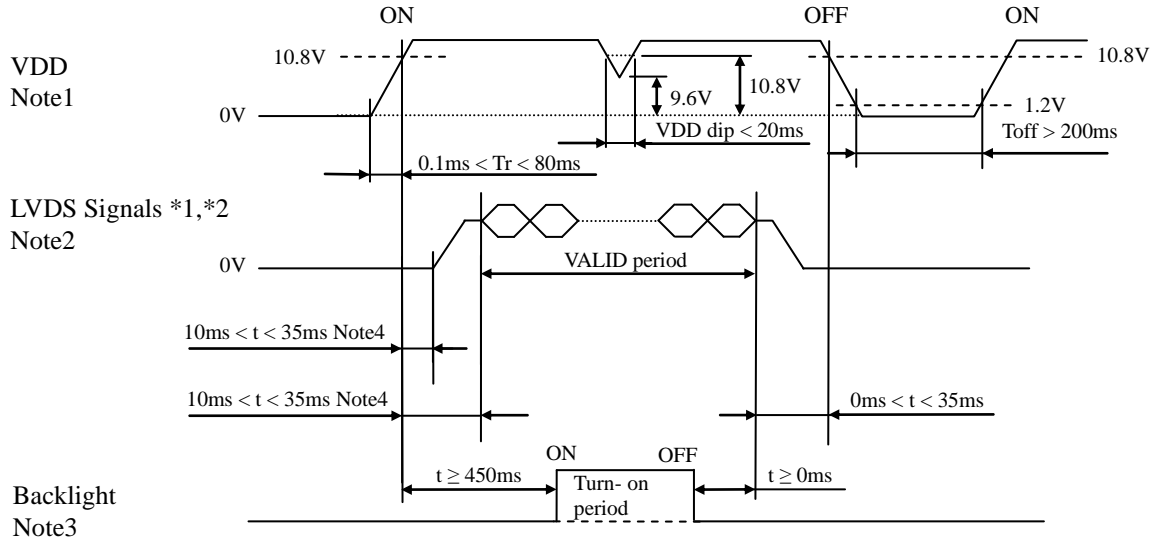 ON
OFF
ON
VDD
Note1
10.8V
10.8V
9.6V
10.8V
0V
1.2V
VDD dip < 20ms
Toff > 200ms
0.1ms < Tr < 80ms
LVDS Signals *1,*2
Note2
0V
VALID period
10ms < t < 35ms Note4
10ms < t < 35ms Note4
0ms < t < 35ms
ON
OFF
t ≥ 450ms
Turn- on
period
t ≥ 0ms
Backlight
Note3